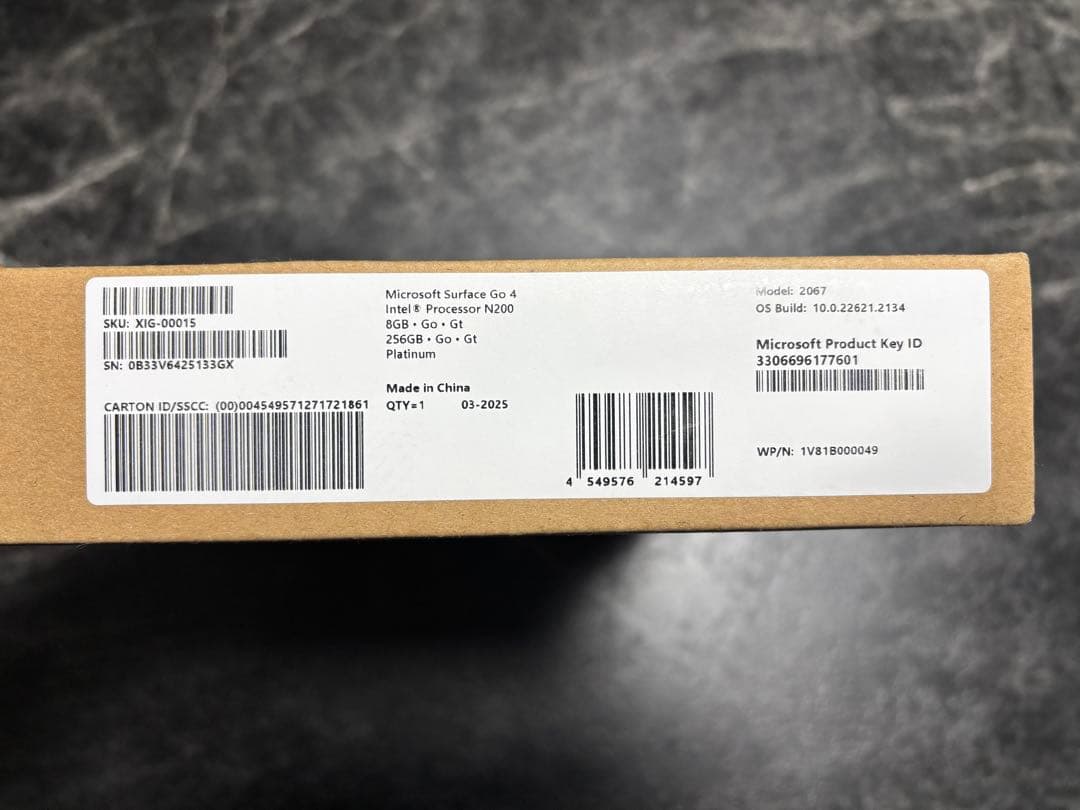 SKU: XIG-00015
SN: 0B33V6425133GX
CARTON ID/SSCC: (00)004549571271721861
Microsoft Surface Go 4
Intel® Processor N200
8GB • Go • Gt
256GB • Go • Gt
Platinum
Made in China
QTY=1 03-2025
4 549576 214597
Model: 2067
OS Build: 10.0.22621.2134
Microsoft Product Key ID
3306696177601
WP/N: 1V81B000049